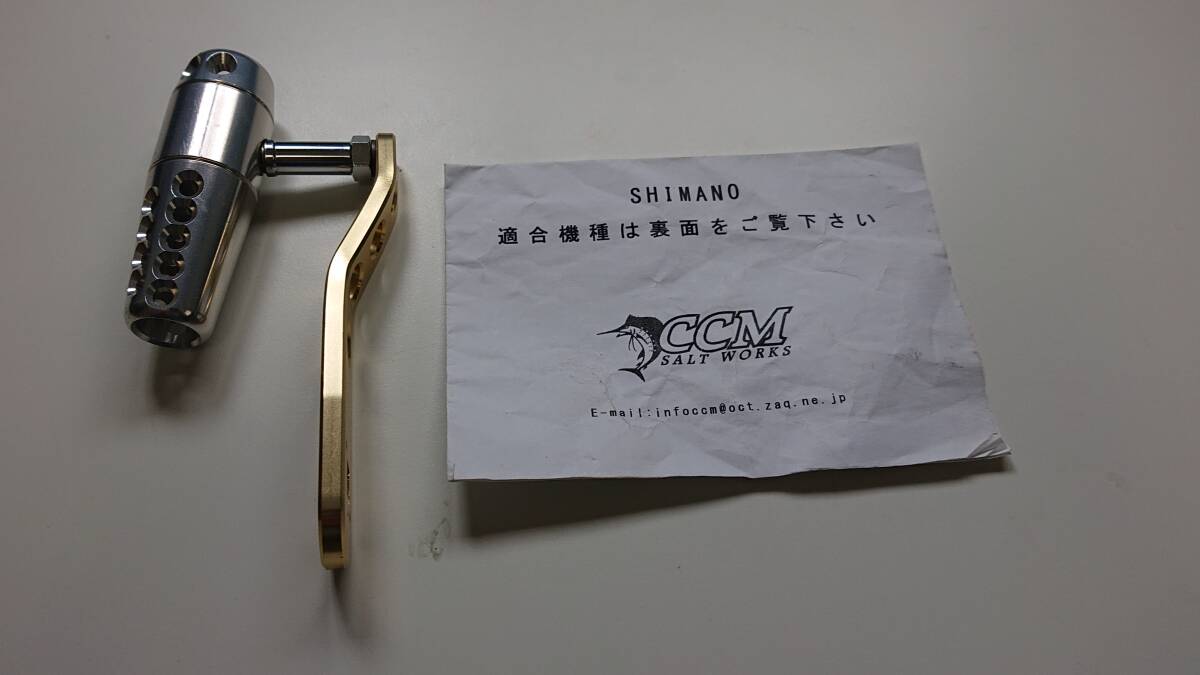 SHIMANO
適合機種は裏面をご覧下さい
CCM
SALT WORKS
E-mail:infoccm@oct.zaq.ne.jp